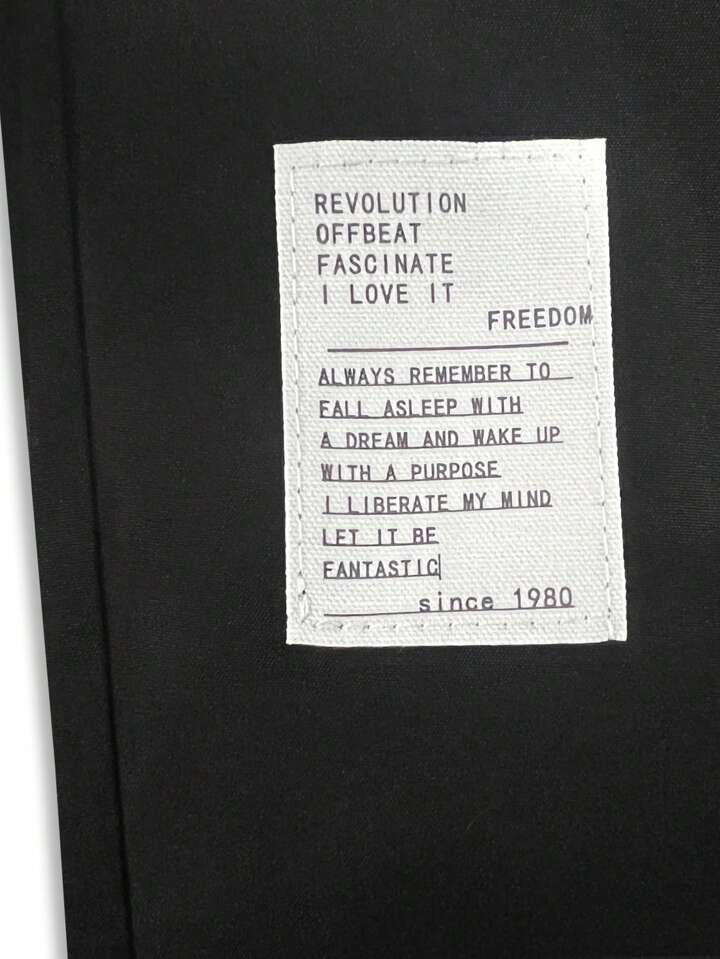 REVOLUTION
OFFBEAT
FASCINATE
I LOVE IT
FREEDOM
ALWAYS REMEMBER TO
FALL ASLEEP WITH
A DREAM AND WAKE UP
WITH A PURPOSE
I LIBERATE MY MIND
LET IT BE
FANTASTIC
since 1980